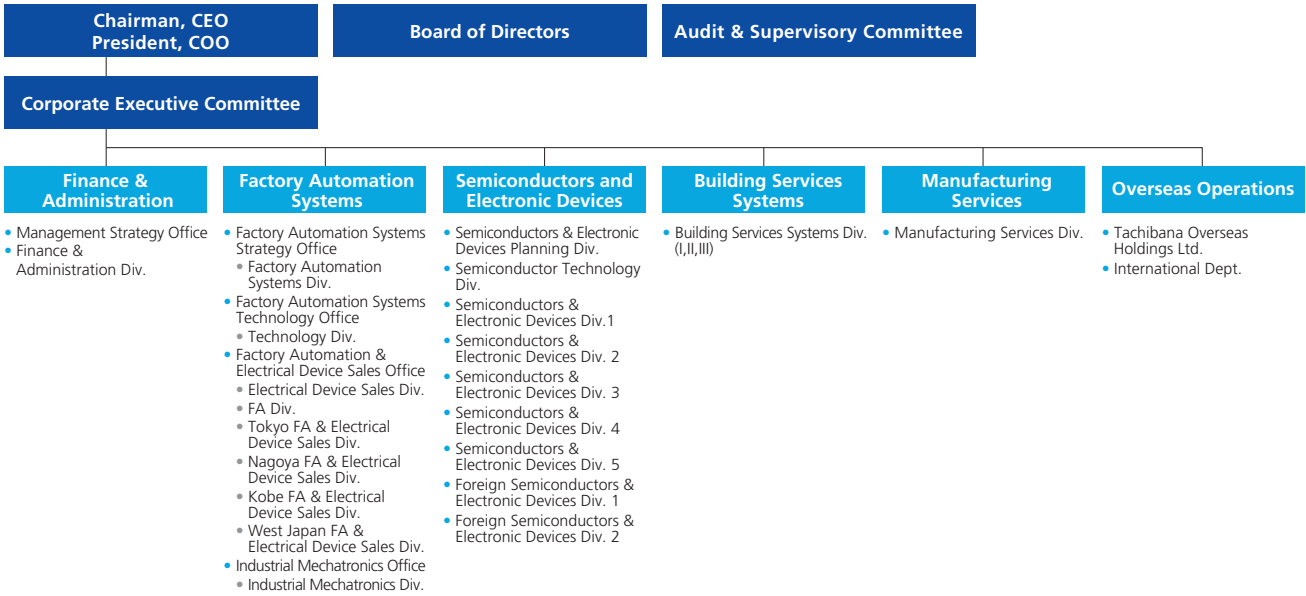 Chairman, CEO
President, COO
Board of Directors
Audit & Supervisory Committee
Corporate Executive Committee
Finance &
Administration
• Management Strategy Office
• Finance &
Administration Div.
Factory Automation
Systems
• Factory Automation Systems
Strategy Office
• Factory Automation
Systems Div.
• Factory Automation Systems
Technology Office
• Technology Div.
• Factory Automation &
Electrical Device Sales Office
• Electrical Device Sales Div.
• FA Div.
• Tokyo FA & Electrical
Device Sales Div.
• Nagoya FA & Electrical
Device Sales Div.
• Kobe FA & Electrical
Device Sales Div.
• West Japan FA &
Electrical Device Sales Div.
• Industrial Mechatronics Office
• Industrial Mechatronics Div.
Semiconductors and
Electronic Devices
• Semiconductors & Electronic
Devices Planning Div.
• Semiconductor Technology
Div.
• Semiconductors &
Electronic Devices Div.1
• Semiconductors &
Electronic Devices Div. 2
• Semiconductors &
Electronic Devices Div. 3
• Semiconductors &
Electronic Devices Div. 4
• Semiconductors &
Electronic Devices Div. 5
• Foreign Semiconductors &
Electronic Devices Div. 1
• Foreign Semiconductors &
Electronic Devices Div. 2
Building Services
Systems
• Building Services Systems Div.
(I,II,III)
Manufacturing
Services
• Manufacturing Services Div.
Overseas Operations
• Tachibana Overseas
Holdings Ltd.
• International Dept.